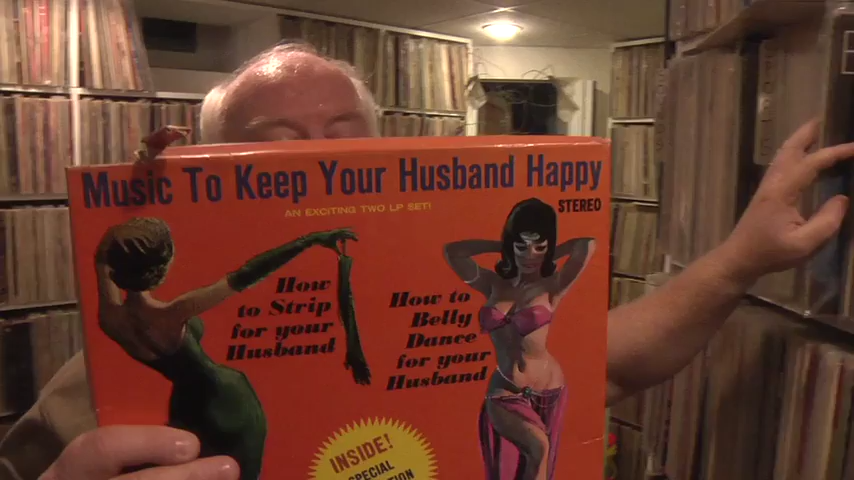 Music To Keep Your Husband Happy
AN EXCITING TWO LP SET!
STEREO
How
to Strip
for your
Husband
How to
Belly
Dance
for your
Husband
INSIDE!
SPECIAL